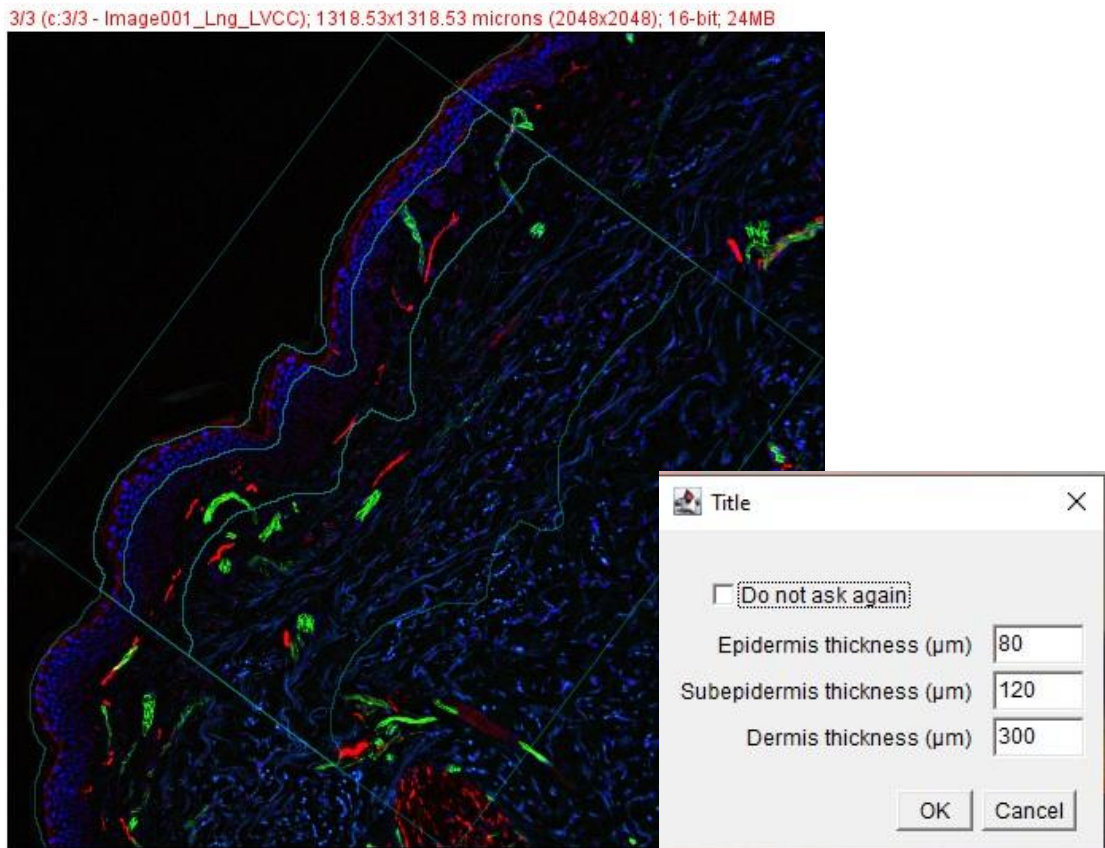 3/3 (c:3/3 - Image001_Lng_LVCC); 1318.53x1318.53 microns (2048x2048); 16-bit; 24MB
Title
Do not ask again
Epidermis thickness (µm) 80
Subepidermis thickness (µm) 120
Dermis thickness (µm) 300
OK Cancel